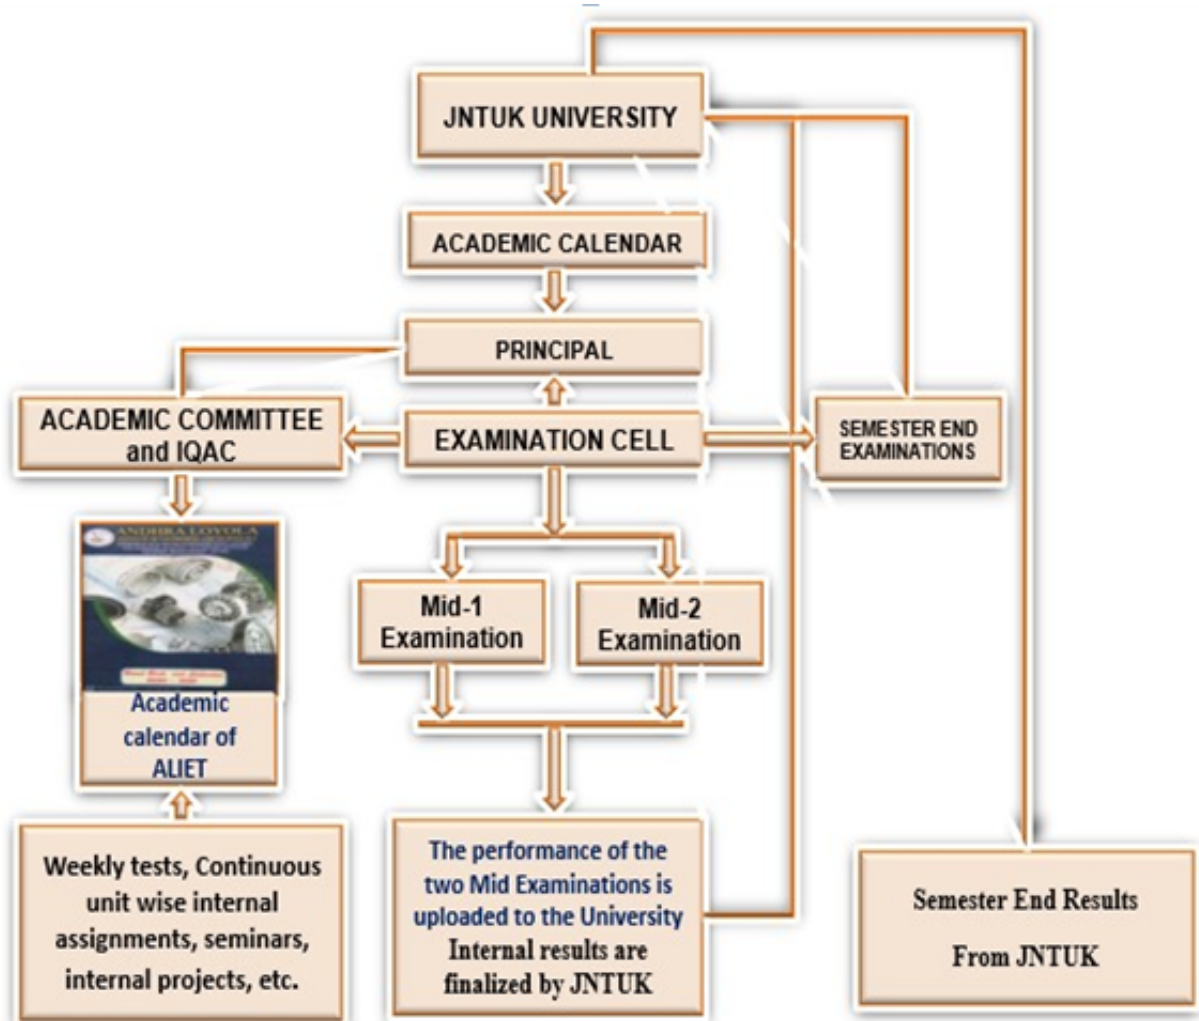 JNTUK UNIVERSITY
ACADEMIC CALENDAR
PRINCIPAL
ACADEMIC COMMITTEE
and IQAC
EXAMINATION CELL
SEMESTER END
EXAMINATIONS
ANDHRA LOYOLA
Mid-1
Examination
Mid-2
Examination
Academic
calendar of
ALIET
Weekly tests, Continuous
unit wise internal
assignments, seminars,
internal projects, etc.
The performance of the
two Mid Examinations is
uploaded to the University
Internal results are
finalized by JNTUK
Semester End Results
From JNTUK